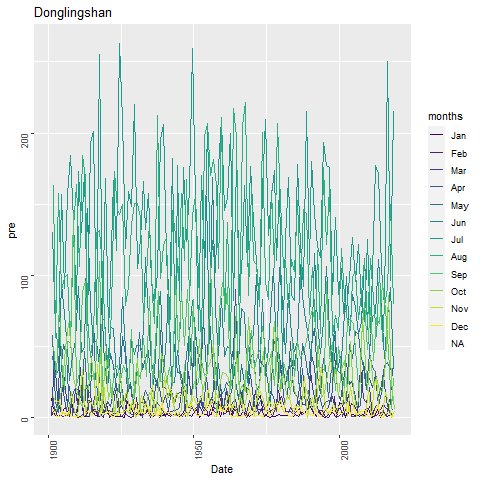 Donglingshan
pre
200
100
0
1900
1950
2000
Date
months
Jan
Feb
Mar
Apr
May
Jun
Jul
Aug
Sep
Oct
Nov
Dec
NA